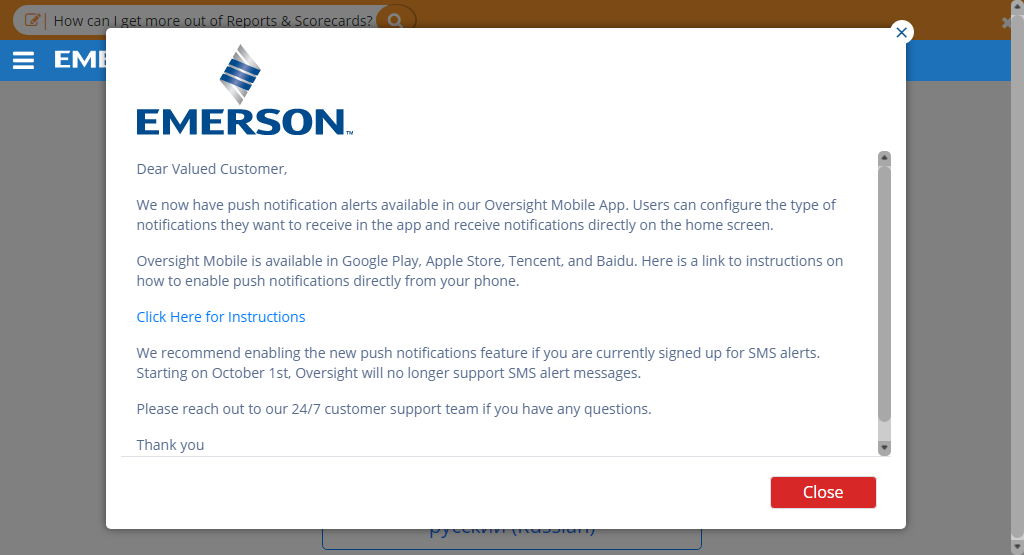 How can I get more out of Reports & Scorecards?
EME
EMERSON™
Dear Valued Customer,
We now have push notification alerts available in our Oversight Mobile App. Users can configure the type of
notifications they want to receive in the app and receive notifications directly on the home screen.
Oversight Mobile is available in Google Play, Apple Store, Tencent, and Baidu. Here is a link to instructions on
how to enable push notifications directly from your phone.
Click Here for Instructions
We recommend enabling the new push notifications feature if you are currently signed up for SMS alerts.
Starting on October 1st, Oversight will no longer support SMS alert messages.
Please reach out to our 24/7 customer support team if you have any questions.
Thank you
Close
русский (Russian)